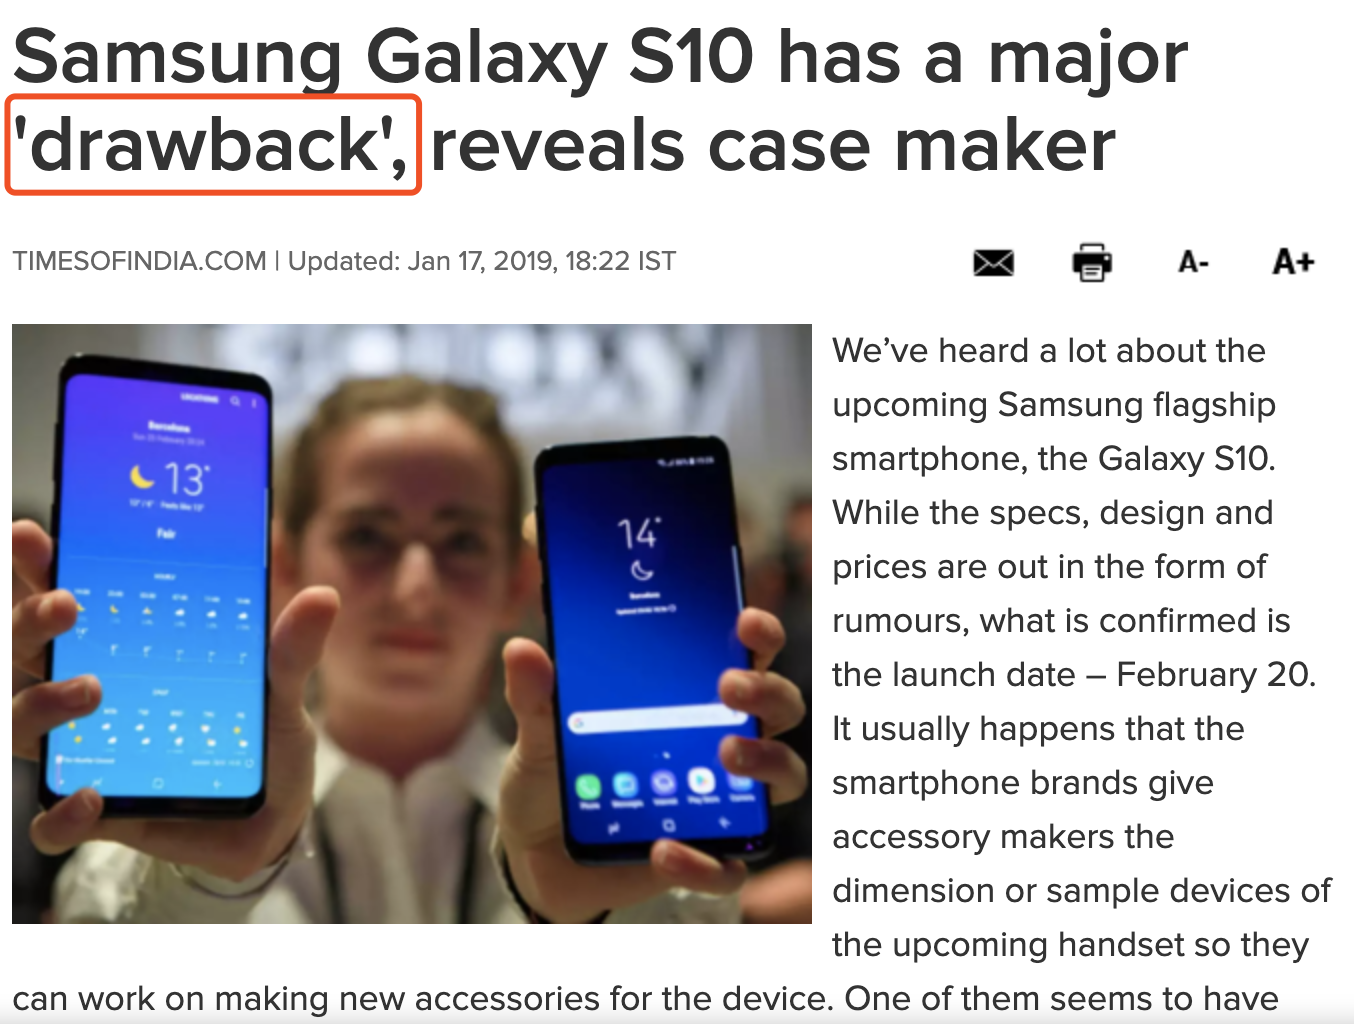 Samsung Galaxy S10 has a major
'drawback', reveals case maker
TIMESOFINDIA.COM | Updated: Jan 17, 2019, 18:22 IST
A-
A+
We’ve heard a lot about the
upcoming Samsung flagship
smartphone, the Galaxy S10.
While the specs, design and
prices are out in the form of
rumours, what is confirmed is
the launch date – February 20.
It usually happens that the
smartphone brands give
accessory makers the
dimension or sample devices of
the upcoming handset so they
can work on making new accessories for the device. One of them seems to have
LOCATIONS
Barcelona
13°
Fair
14°
Barcelona